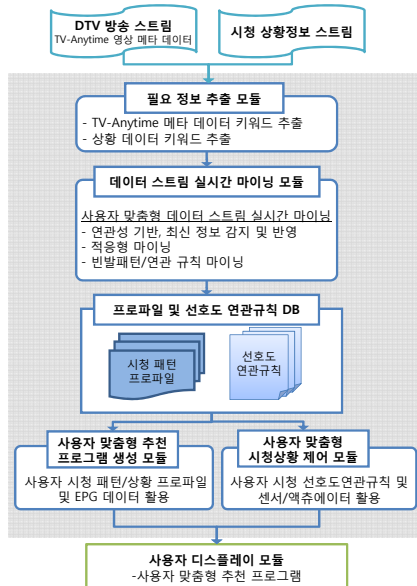 DTV 방송 스트림
TV-Anytime 영상 메타 데이터
시청 상황정보 스트림
필요 정보 추출 모듈
- TV-Anytime 메타 데이터 키워드 추출
- 상황 데이터 키워드 추출
데이터 스트림 실시간 마이닝 모듈
사용자 맞춤형 데이터 스트림 실시간 마이닝
- 연관성 기반, 최신 정보 감지 및 반영
- 적응형 마이닝
- 빈발패턴/연관 규칙 마이닝
프로파일 및 선호도 연관규칙 DB
시청 패턴
프로파일
선호도
연관규칙
사용자 맞춤형 추천
프로그램 생성 모듈
사용자 시청 패턴/상황 프로파일
및 EPG 데이터 활용
사용자 맞춤형
시청상황 제어 모듈
사용자 시청 선호도연관규칙 및
센서/액츄에이터 활용
사용자 디스플레이 모듈
-사용자 맞춤형 추천 프로그램